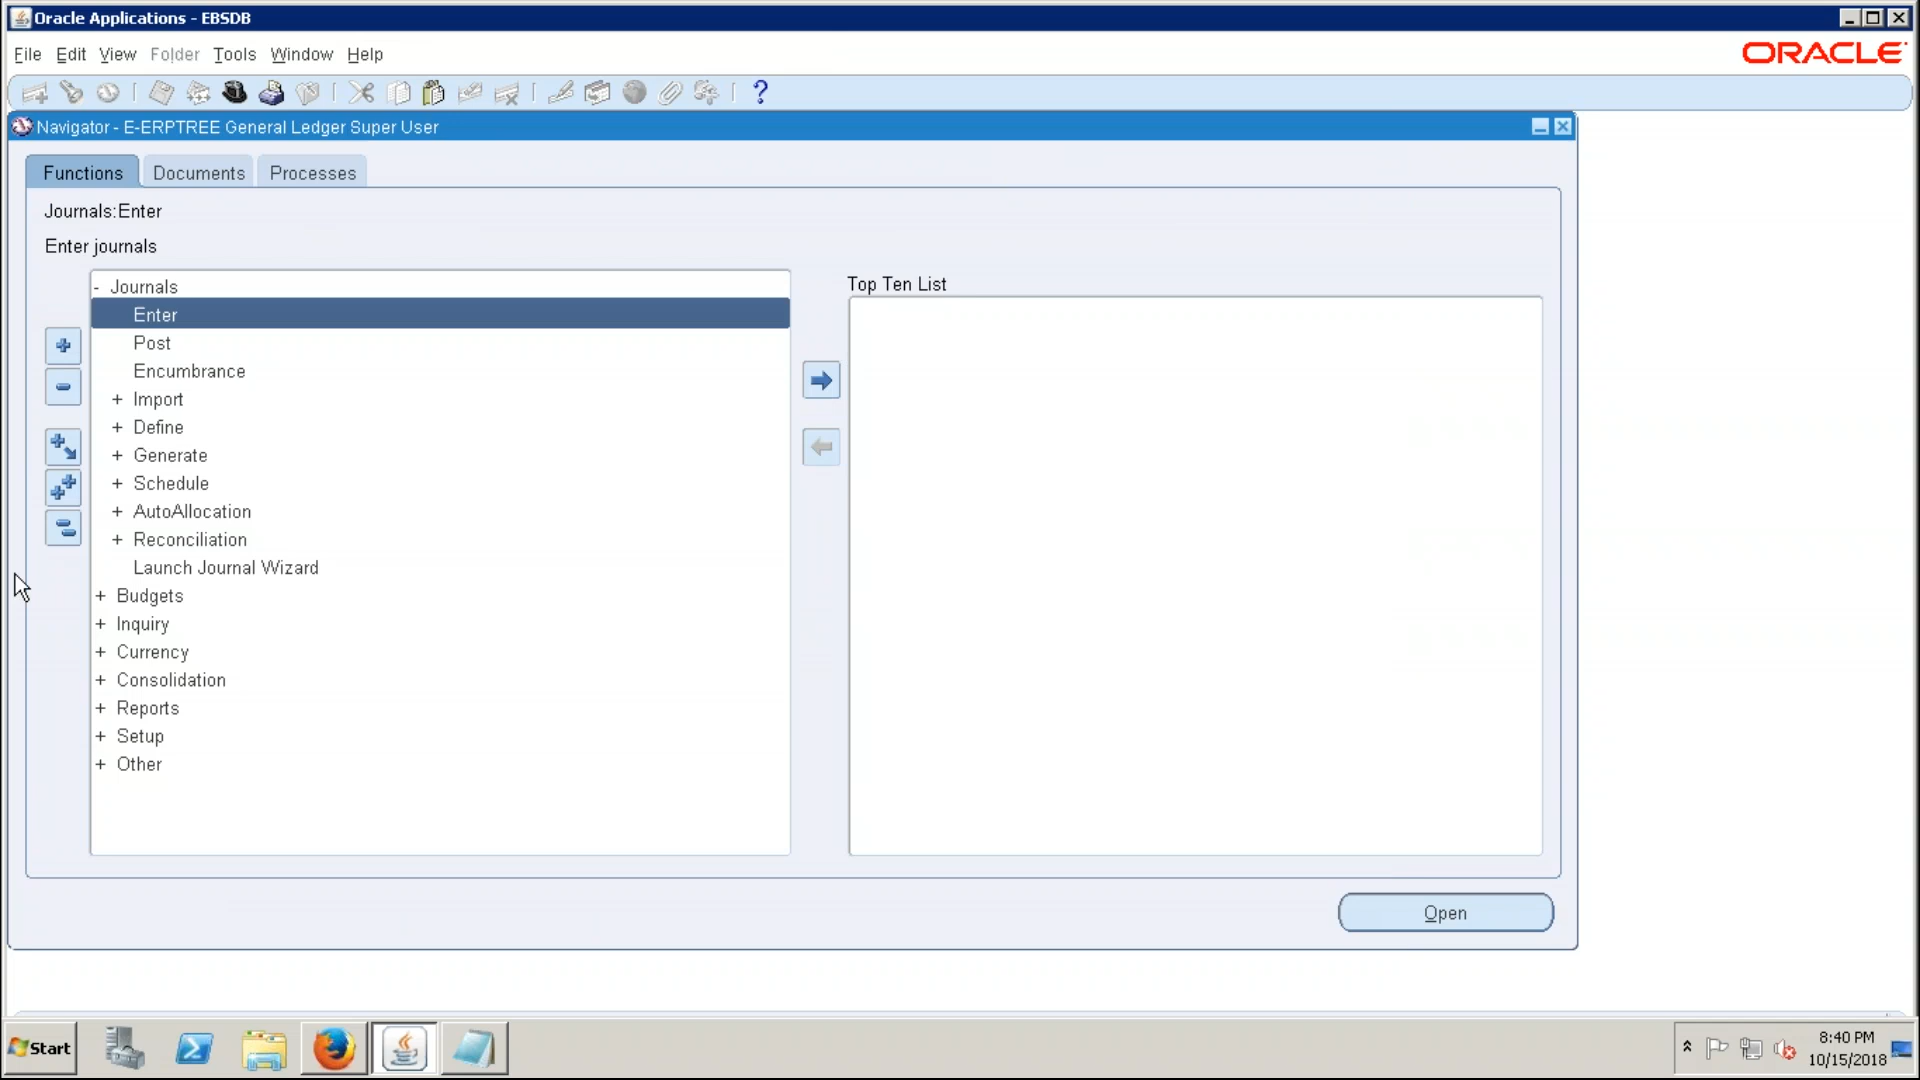 Oracle Applications - EBSDB
File Edit View Folder Tools Window Help
ORACLE
?
Navigator - E-ERPTREE General Ledger Super User
Functions Documents Processes
Journals:Enter
Enter journals
- Journals
Enter
Post
Encumbrance
+ Import
+ Define
+ Generate
+ Schedule
+ AutoAllocation
+ Reconciliation
Launch Journal Wizard
+ Budgets
+ Inquiry
+ Currency
+ Consolidation
+ Reports
+ Setup
+ Other
Top Ten List
Open
Start
8:40 PM
10/15/2018